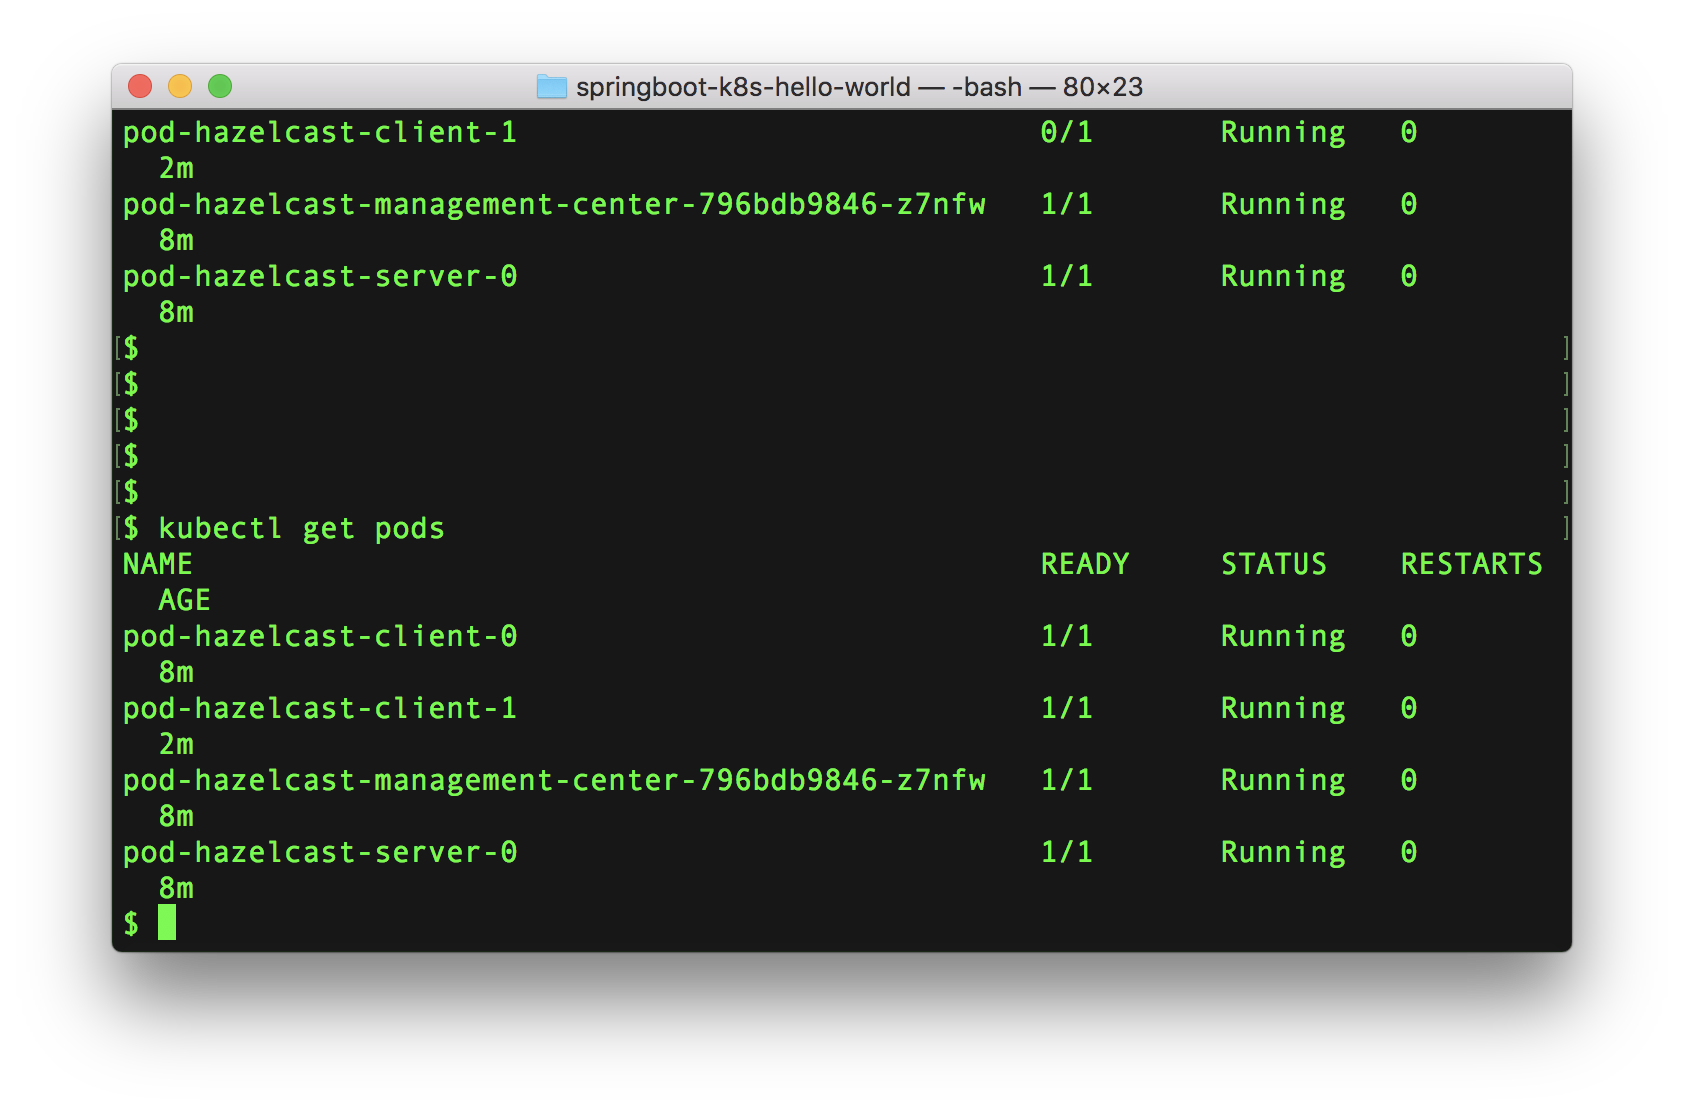 springboot-k8s-hello-world — -bash — 80×23
pod-hazelcast-client-1 0/1 Running 0
2m
pod-hazelcast-management-center-796bdb9846-z7nfw 1/1 Running 0
8m
pod-hazelcast-server-0 1/1 Running 0
8m
[$ ]
[$ ]
[$ ]
[$ ]
[$ ]
[$ kubectl get pods ]
NAME READY STATUS RESTARTS
AGE
pod-hazelcast-client-0 1/1 Running 0
8m
pod-hazelcast-client-1 1/1 Running 0
2m
pod-hazelcast-management-center-796bdb9846-z7nfw 1/1 Running 0
8m
pod-hazelcast-server-0 1/1 Running 0
8m
$